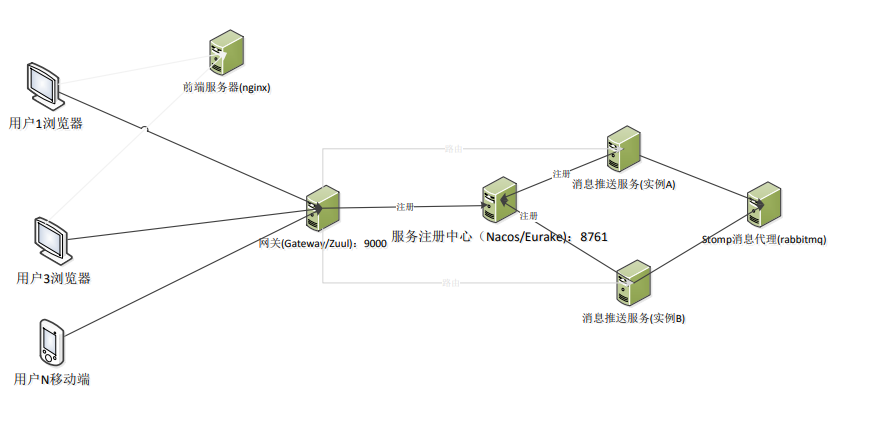 前端服务器(nginx)
用户1浏览器
路由
注册
消息推送服务(实例A)
注册
注册
网关(Gateway/Zuul)：9000
服务注册中心（Nacos/Eurake)：8761
Stomp消息代理(rabbitmq)
用户3浏览器
路由
消息推送服务(实例B)
用户N移动端